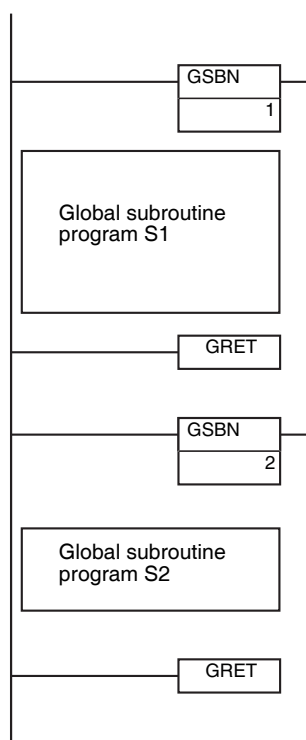 GSBN
1
Global subroutine
program S1
GRET
GSBN
2
Global subroutine
program S2
GRET